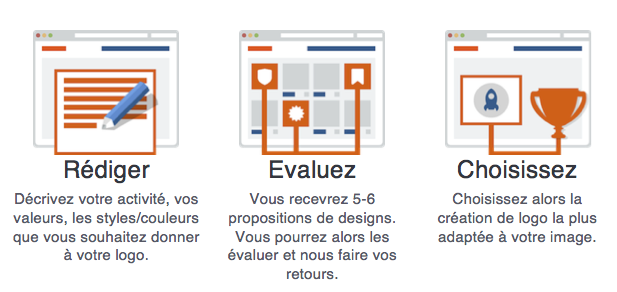 Rédiger
Décrivez votre activité, vos
valeurs, les styles/couleurs
que vous souhaitez donner
à votre logo.
Evaluez
Vous recevrez 5-6
propositions de designs.
Vous pourrez alors les
évaluer et nous faire vos
retours.
Choisissez
Choisissez alors la
création de logo la plus
adaptée à votre image.